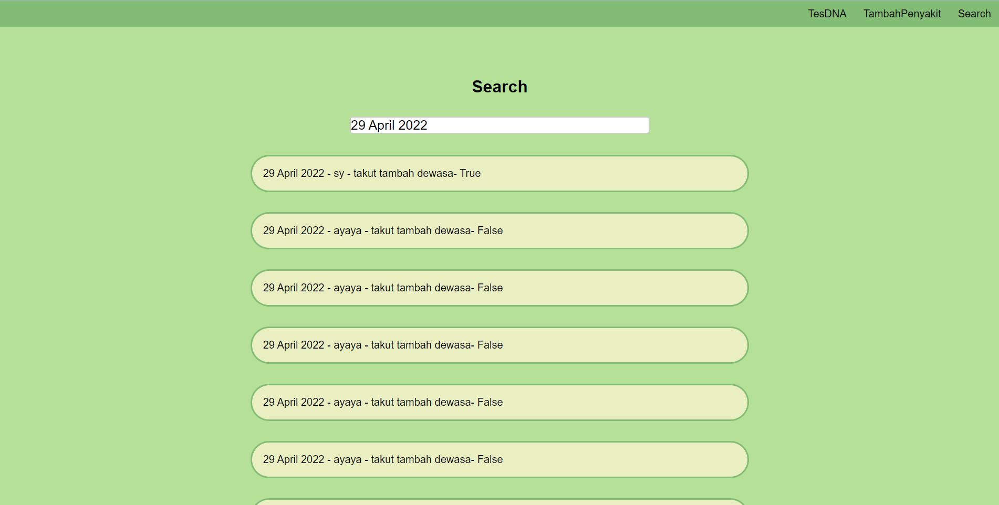 TesDNA TambahPenyakit Search
Search
29 April 2022
29 April 2022 - sy - takut tambah dewasa- True
29 April 2022 - ayaya - takut tambah dewasa- False
29 April 2022 - ayaya - takut tambah dewasa- False
29 April 2022 - ayaya - takut tambah dewasa- False
29 April 2022 - ayaya - takut tambah dewasa- False
29 April 2022 - ayaya - takut tambah dewasa- False